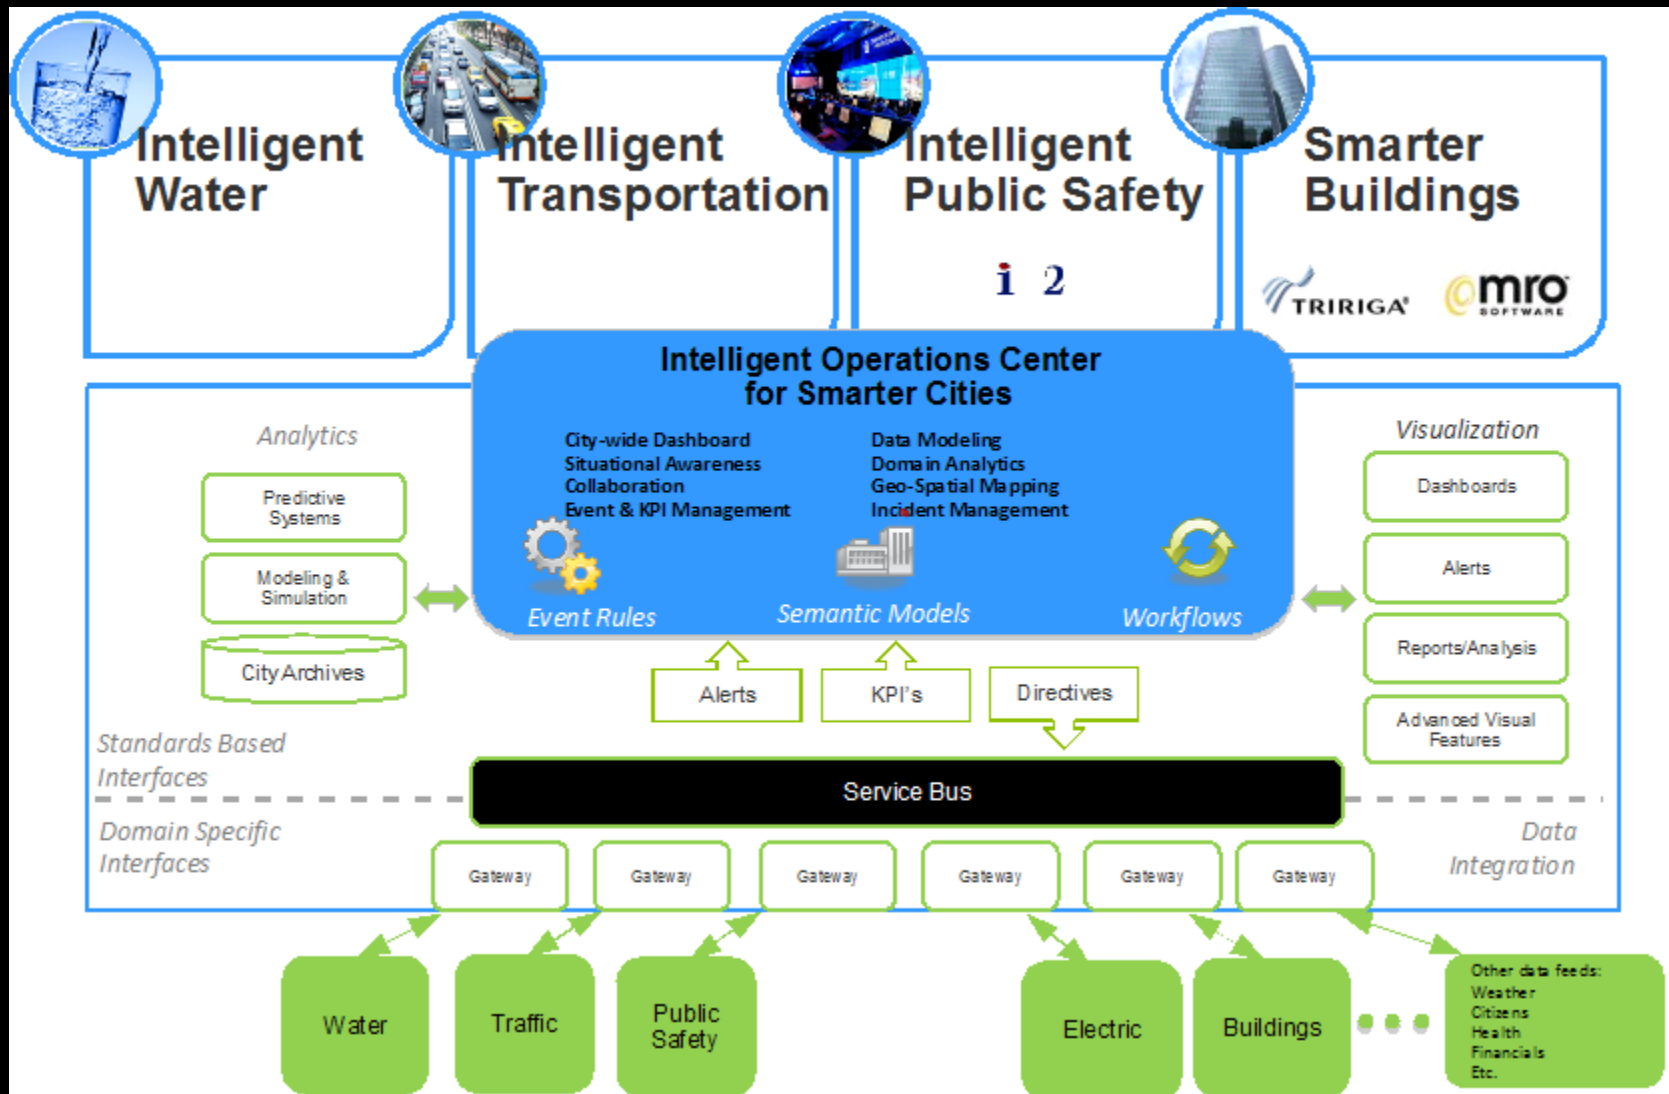 Intelligent
Water
Intelligent
Transportation
Intelligent
Public Safety
i 2
Smarter
Buildings
TRIRIGA®
mro
SOFTWARE
Intelligent Operations Center
for Smarter Cities
City-wide Dashboard
Situational Awareness
Collaboration
Event & KPI Management
Data Modeling
Domain Analytics
Geo-Spatial Mapping
Incident Management
Event Rules
Semantic Models
Workflows
Analytics
Predictive
Systems
Modeling &
Simulation
City Archives
Visualization
Dashboards
Alerts
Reports/Analysis
Advanced Visual
Features
Alerts
KPI's
Directives
Standards Based
Interfaces
Service Bus
Domain Specific
Interfaces
Data
Integration
Gateway
Gateway
Gateway
Gateway
Gateway
Gateway
Water
Traffic
Public
Safety
Electric
Buildings
Other data feeds:
Weather
Citizens
Health
Financials
Etc.